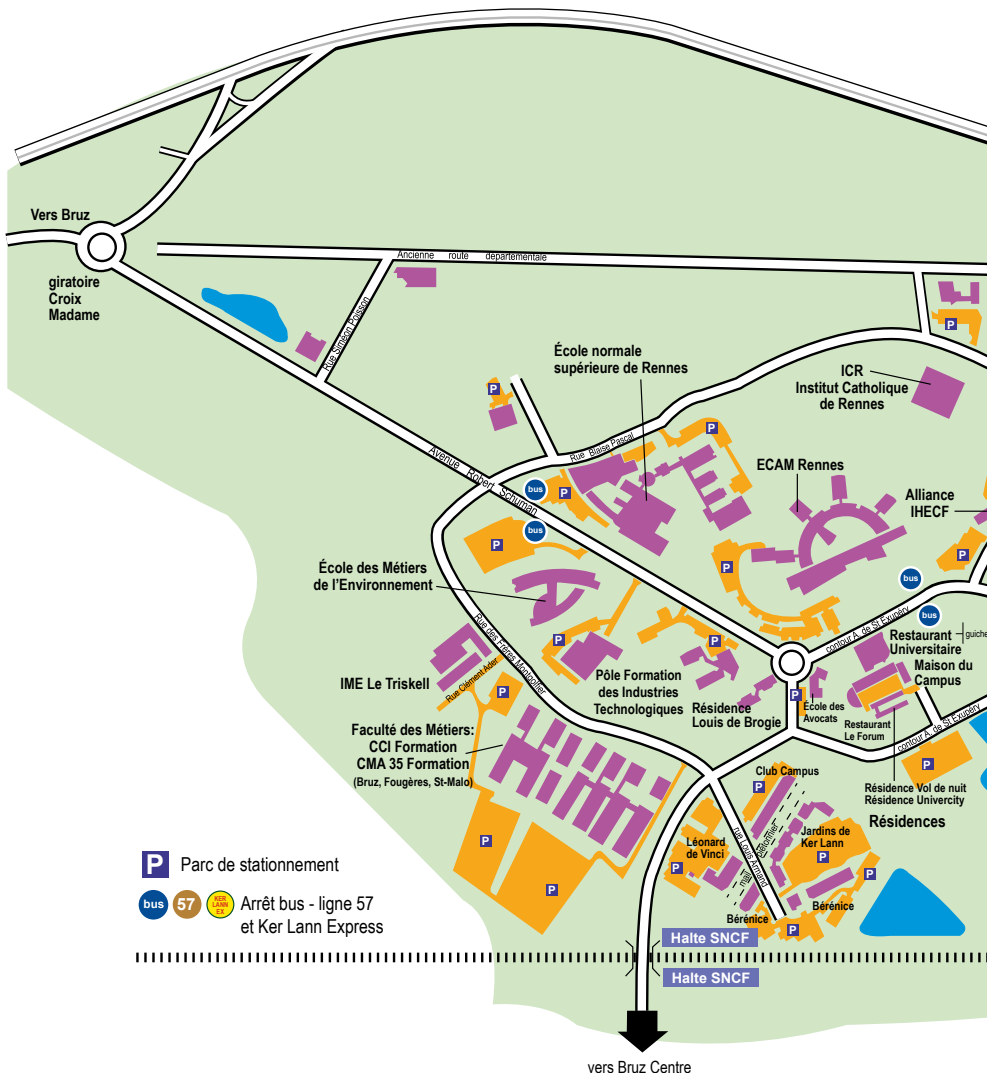 Vers Bruz
giratoire
Croix
Madame
Ancienne route departementale
Rue Siméon Poisson
École normale
supérieure de Rennes
ICR
Institut Catholique
de Rennes
P
P
P
Rue Blaise Pascal
Avenue Robert Schuman
ECAM Rennes
Alliance
IHECF
bus
P
bus
P
P
P
École des Métiers
de l'Environnement
bus
bus
contour A. de St Exupéry
Restaurant
Universitaire
guiche
Maison du
Campus
Rue des Frères Montgolfier
P
P
IME Le Triskell
Rue Clément Ader
P
Pôle Formation
des Industries
Technologiques
Résidence
Louis de Brogie
P
École des
Avocats
Restaurant
Le Forum
contour A. de St Exupéry
Faculté des Métiers:
CCI Formation
CMA 35 Formation
(Bruz, Fougères, St-Malo)
P
Résidence Vol de nuit
Résidence Univercity
Résidences
Club Campus
P
Léonard
de Vinci
P
mail piétonnier
rue Louis Armand
Jardins de
Ker Lann
P
P
Bérénice
Bérénice
P
P
P
P Parc de stationnement
bus 57 KER LANN EX Arrêt bus - ligne 57
et Ker Lann Express
Halte SNCF
Halte SNCF
vers Bruz Centre